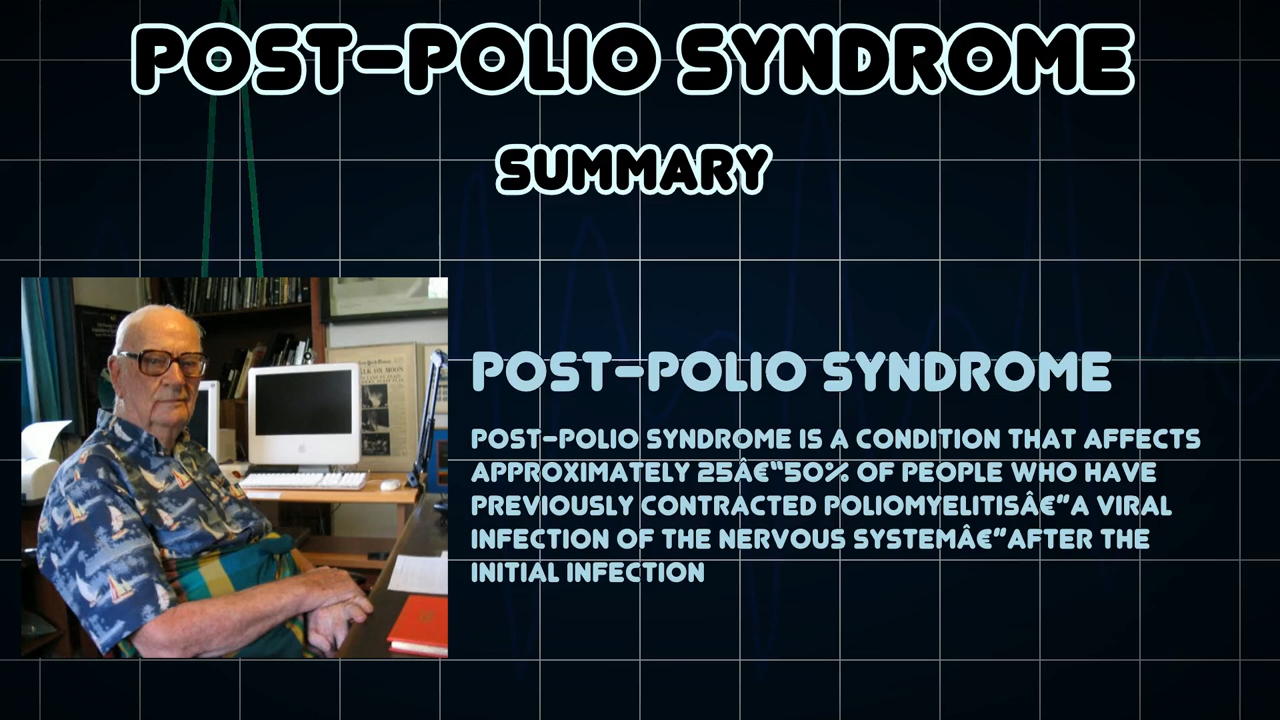 POST-POLIO SYNDROME
SUMMARY
POST-POLIO SYNDROME
POST-POLIO SYNDROME IS A CONDITION THAT AFFECTS
APPROXIMATELY 25Â€“50% OF PEOPLE WHO HAVE
PREVIOUSLY CONTRACTED POLIOMYELITISÂ€”A VIRAL
INFECTION OF THE NERVOUS SYSTEMÂ€”AFTER THE
INITIAL INFECTION